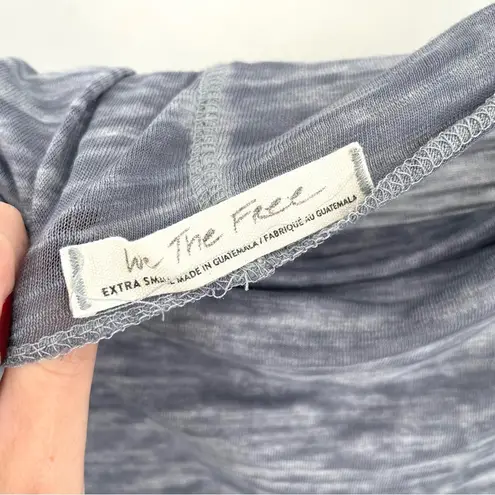 We The Free
EXTRA SMALL MADE IN GUATEMALA / FABRIQUÉ AU GUATEMALA